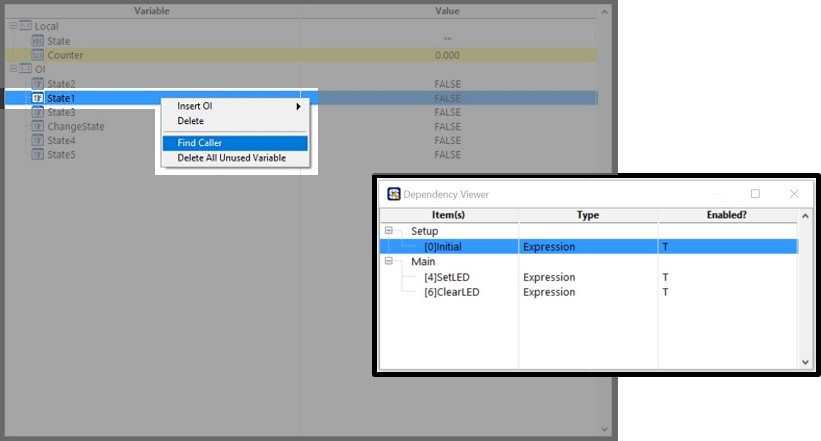 Variable Value
Local
State ""
Counter 0.000
OI
State2 FALSE
State1 FALSE
State3 FALSE
ChangeState FALSE
State4 FALSE
State5 FALSE
Insert OI
Delete
Find Caller
Delete All Unused Variable
Dependency Viewer
Item(s) Type Enabled?
Setup
[0]Initial Expression T
Main
[4]SetLED Expression T
[6]ClearLED Expression T